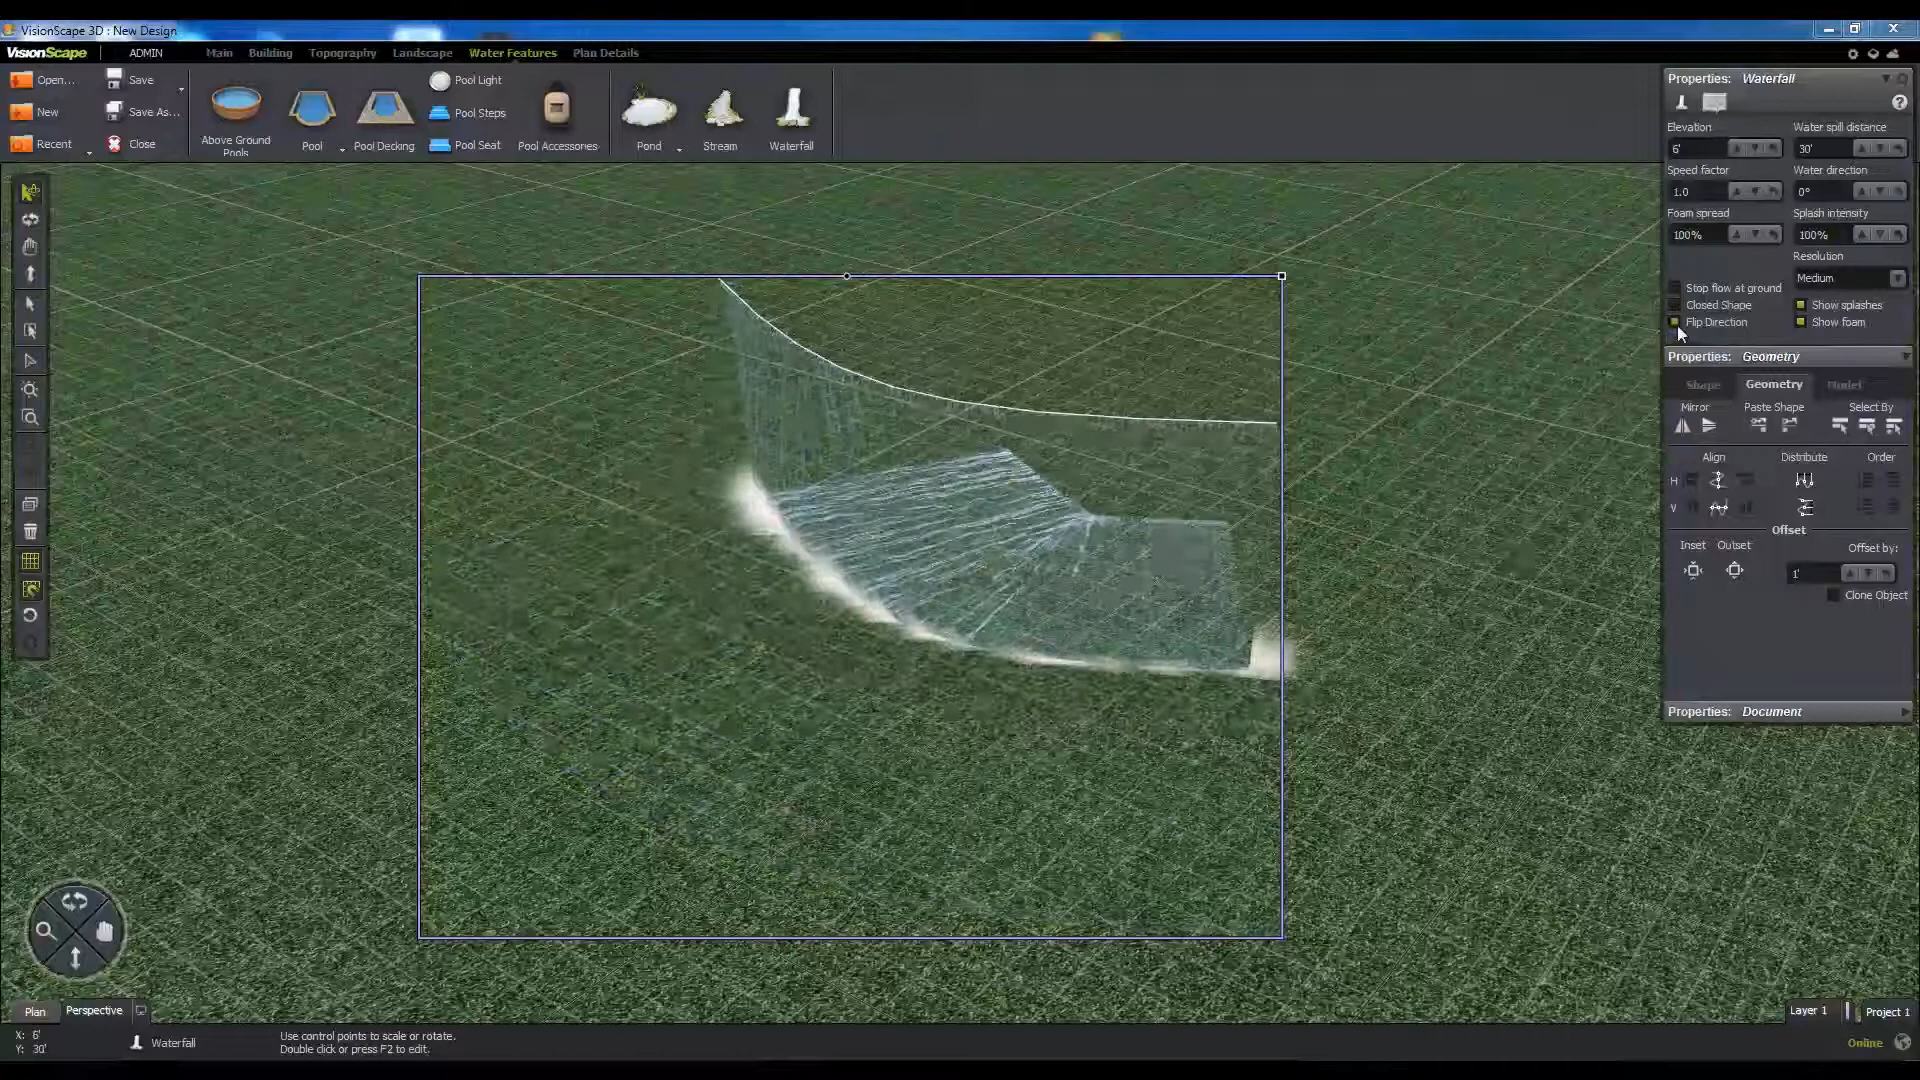 VisionScape 3D : New Design
VisionScape ADMIN Main Building Topography Landscape Water Features Plan Details
Open... Save
New Save As...
Recent Close
Above Ground Pools
Pool
Pool Decking
Pool Light
Pool Steps
Pool Seat
Pool Accessories
Pond
Stream
Waterfall
Properties: Waterfall
Elevation Water spill distance
6' 30'
Speed factor Water direction
1.0 0°
Foam spread Splash intensity
100% 100%
Resolution
Medium
Stop flow at ground
Closed Shape Show splashes
Flip Direction Show foam
Properties: Geometry
Shape Geometry Model
Mirror Paste Shape Select By
Align Distribute Order
H
V
Offset
Inset Outset Offset by:
1'
Clone Object
Properties: Document
Plan Perspective
Layer 1 Project 1
X: 6'
Y: 30'
Waterfall
Use control points to scale or rotate.
Double click or press F2 to edit.
Online